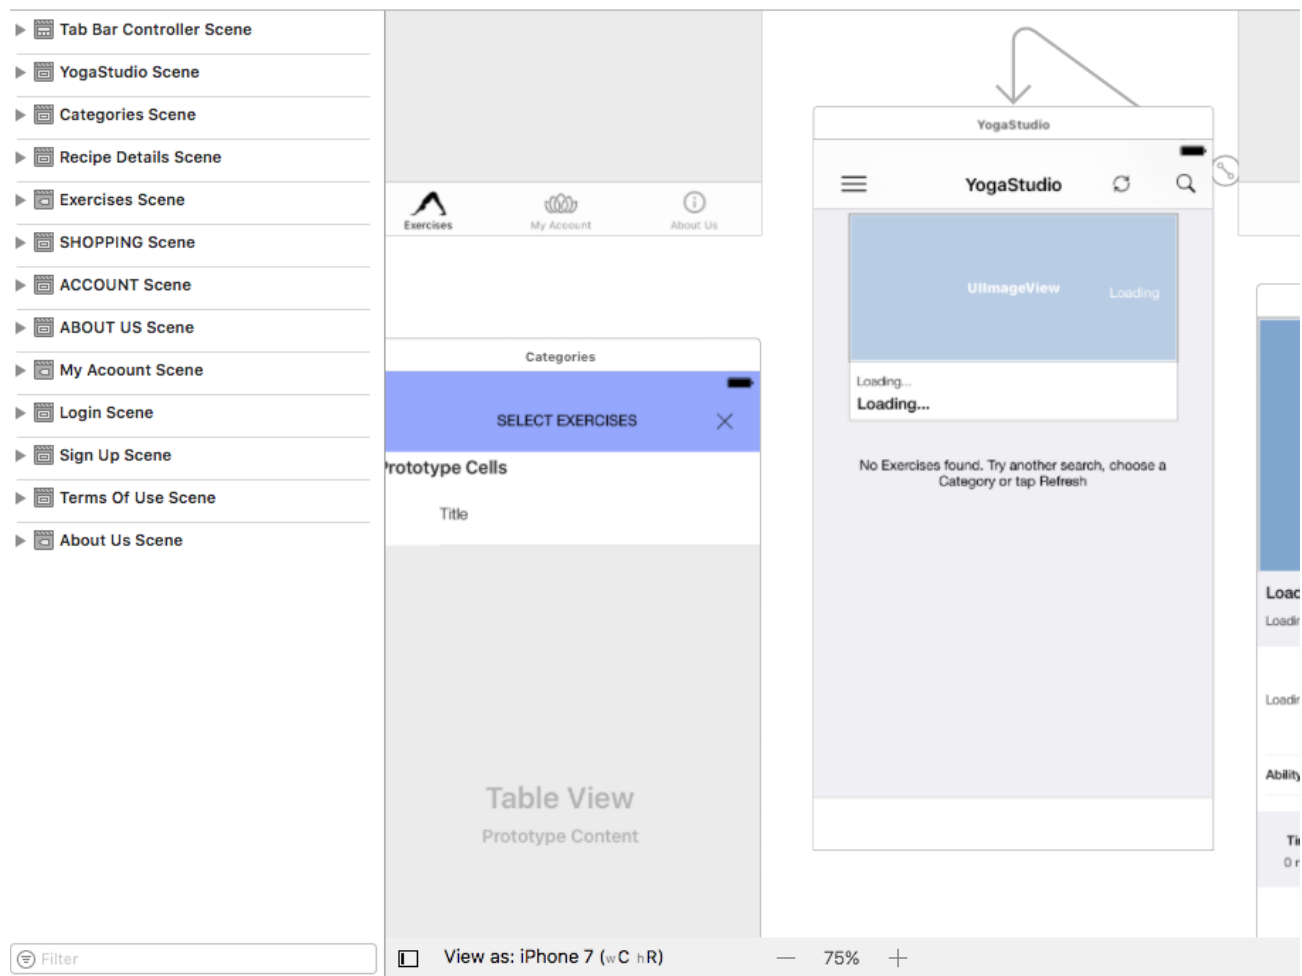 Tab Bar Controller Scene
YogaStudio Scene
Categories Scene
Recipe Details Scene
Exercises Scene
SHOPPING Scene
ACCOUNT Scene
ABOUT US Scene
My Acoount Scene
Login Scene
Sign Up Scene
Terms Of Use Scene
About Us Scene
Filter
Exercises
My Account
About Us
Categories
SELECT EXERCISES
Prototype Cells
Title
Table View
Prototype Content
YogaStudio
YogaStudio
UIImageView
Loading
Loading...
Loading...
No Exercises found. Try another search, choose a
Category or tap Refresh
Ability
View as: iPhone 7 (wC hR)
75%